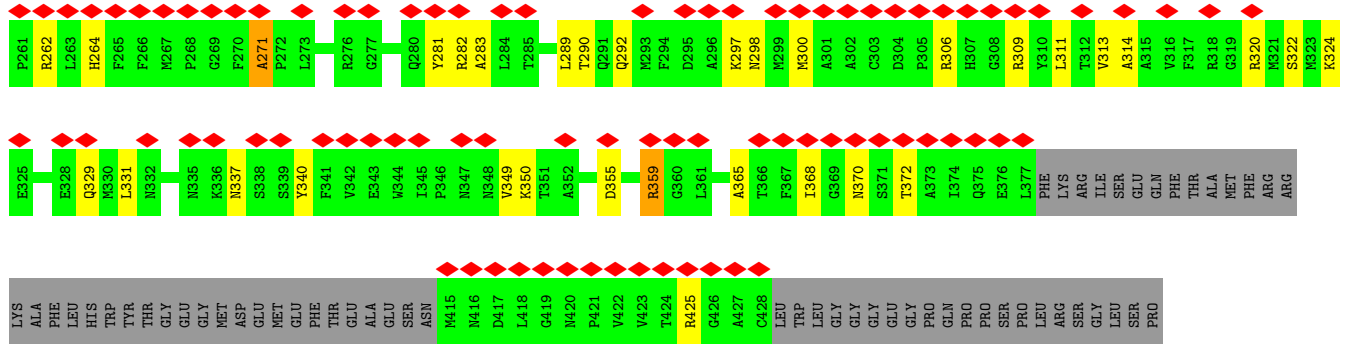 P261 R262 L263 H264 F265 F266 M267 P268 G269 F270 A271 P272 L273 R276 G277 Q280 Y281 R282 A283 L284 T285 L289 T290 Q291 Q292 M293 F294 D295 A296 K297 N298 M299 M300 A301 A302 C303 D304 P305 R306 H307 G308 R309 Y310 L311 T312 V313 A314 A315 V316 F317 R318 G319 R320 M321 S322 M323 K324
E325 E328 Q329 M330 L331 N332 N335 K336 N337 S338 S339 Y340 F341 V342 E343 W344 I345 P346 N347 N348 V349 K350 T351 A352 D355 R359 G360 L361 A365 T366 F367 I368 G369 N370 S371 T372 A373 I374 Q375 E376 L377 PHE LYS ARG ILE SER GLU GLN PHE THR ALA MET PHE ARG ARG
LYS ALA PHE LEU HIS TRP TYR THR GLY GLU GLY MET ASP GLU MET GLU PHE THR GLU ALA GLU SER ASN M415 N416 D417 L418 G419 N420 P421 V422 V423 T424 R425 G426 A427 C428 LEU TRP LEU GLY GLY GLY GLU GLY PRO GLN PRO PRO SER PRO LEU ARG SER GLY LEU SER PRO